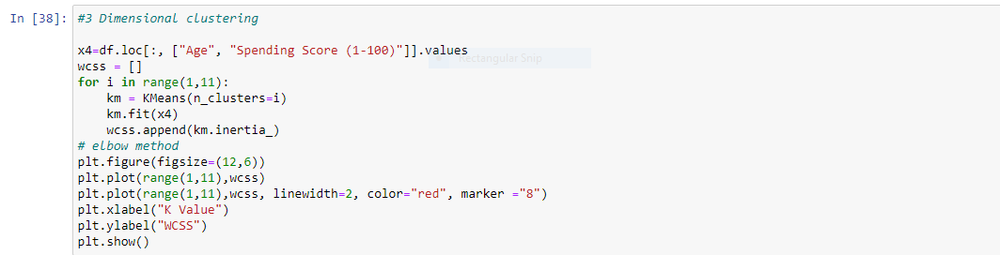 In [38]: #3 Dimensional clustering
x4=df.loc[:, ["Age", "Spending Score (1-100)"]].values
Rectangular Snip
wcss = []
for i in range(1,11):
    km = KMeans(n_clusters=i)
    km.fit(x4)
    wcss.append(km.inertia_)
# elbow method
plt.figure(figsize=(12,6))
plt.plot(range(1,11),wcss)
plt.plot(range(1,11),wcss, linewidth=2, color="red", marker ="8")
plt.xlabel("K Value")
plt.ylabel("WCSS")
plt.show()